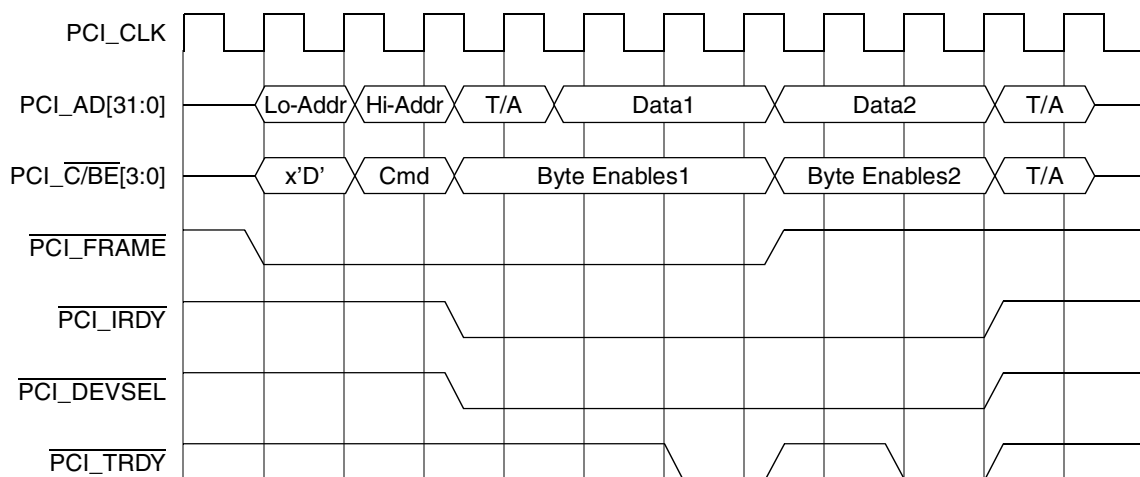 PCI_CLK
PCI_AD[31:0] Lo-Addr Hi-Addr T/A Data1 Data2 T/A
PCI_C/BE[3:0] x'D' Cmd Byte Enables1 Byte Enables2 T/A
PCI_FRAME
PCI_IRDY
PCI_DEVSEL
PCI_TRDY